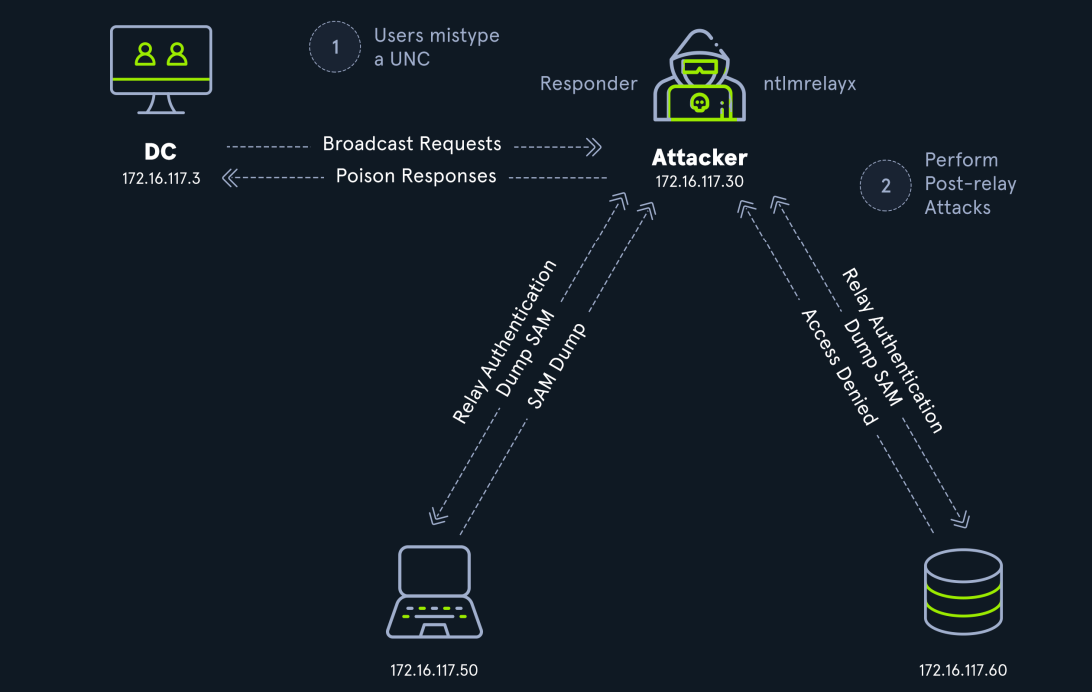 1
Users mistype
a UNC
Responder
ntlmrelayx
DC
172.16.117.3
Broadcast Requests
Poison Responses
Attacker
172.16.117.30
2
Perform
Post-relay
Attacks
Relay Authentication
Dump SAM
SAM Dump
Relay Authentication
Dump SAM
Access Denied
172.16.117.50
172.16.117.60